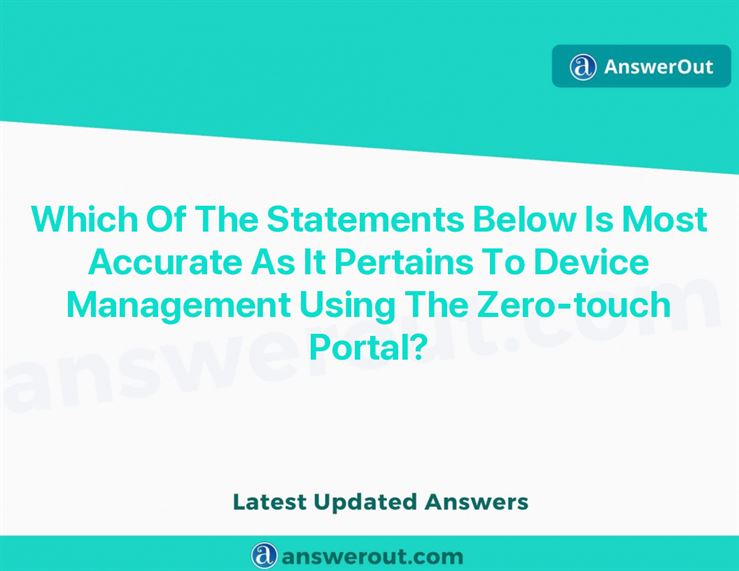 AnswerOut
Which Of The Statements Below Is Most
Accurate As It Pertains To Device
Management Using The Zero-touch
Portal?
answerout.com
Latest Updated Answers
answerout.com